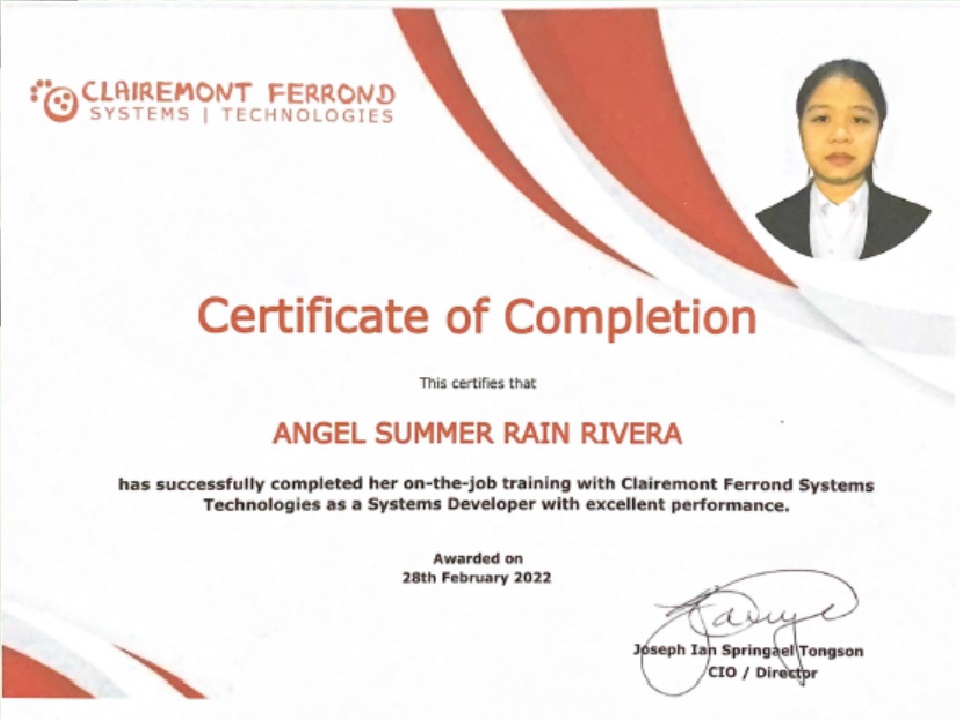 CLAIREMONT FERROND
SYSTEMS | TECHNOLOGIES
Certificate of Completion
This certifies that
ANGEL SUMMER RAIN RIVERA
has successfully completed her on-the-job training with Clairemont Ferrond Systems
Technologies as a Systems Developer with excellent performance.
Awarded on
28th February 2022
Joseph Ian Springael Tongson
CIO / Director